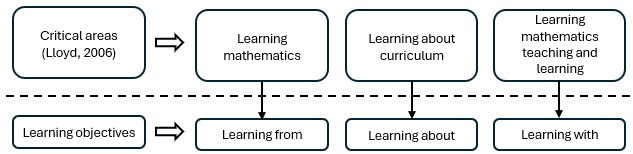 Critical areas
(Lloyd, 2006)
Learning
mathematics
Learning about
curriculum
Learning
mathematics
teaching and
learning
Learning objectives
Learning from
Learning about
Learning with